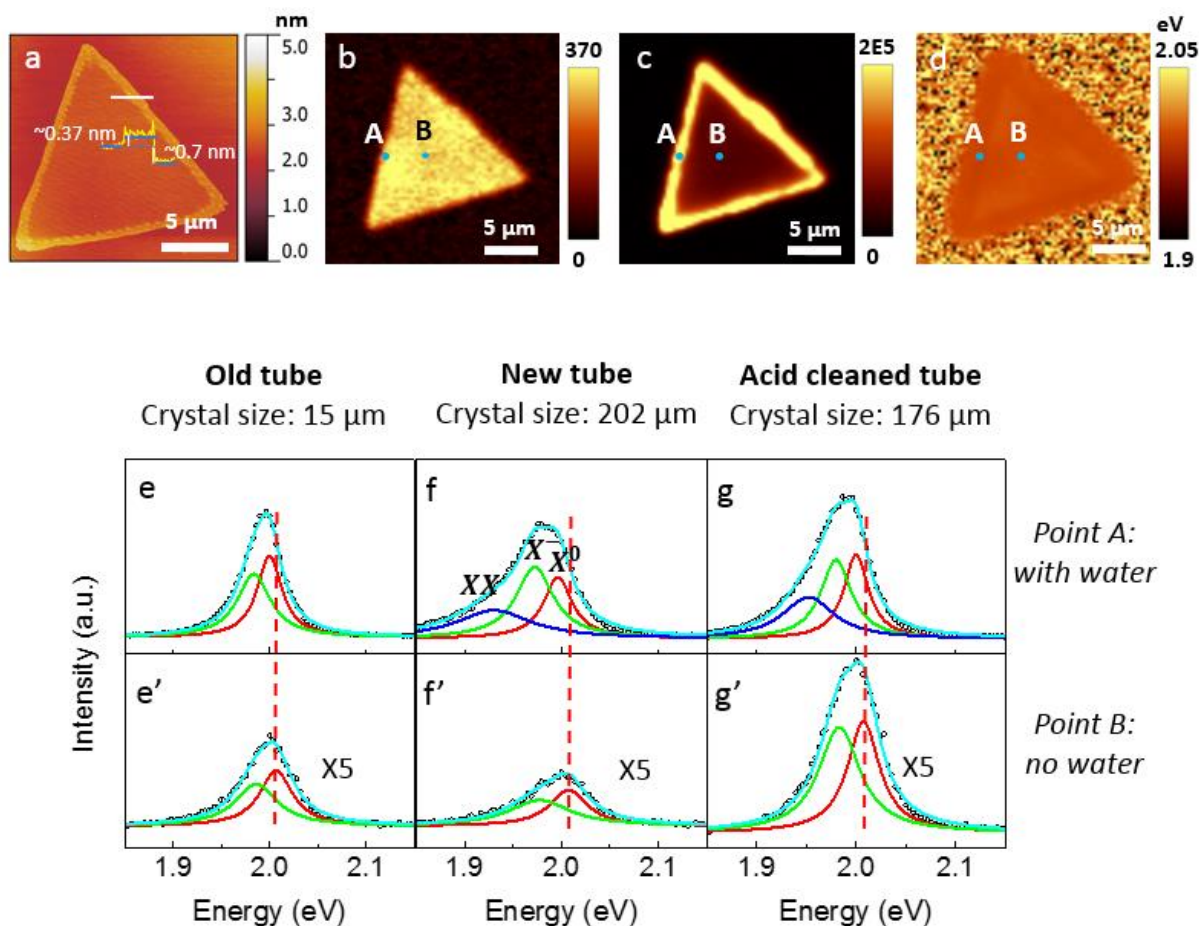 nm
a
5.0
4.0
3.0
2.0
1.0
0.0
~0.37 nm
~0.7 nm
5 μm
b
A
B
5 μm
370
0
c
A
B
5 μm
2E5
0
eV
d
A
B
5 μm
2.05
1.9
Old tube
Crystal size: 15 μm
New tube
Crystal size: 202 μm
Acid cleaned tube
Crystal size: 176 μm
Intensity (a.u.)
e
f
XX
X⁻
X⁰
g
Point A:
with water
e’
X5
f’
X5
g’
X5
Point B:
no water
1.9 2.0 2.1
1.9 2.0 2.1
1.9 2.0 2.1
Energy (eV)
Energy (eV)
Energy (eV)